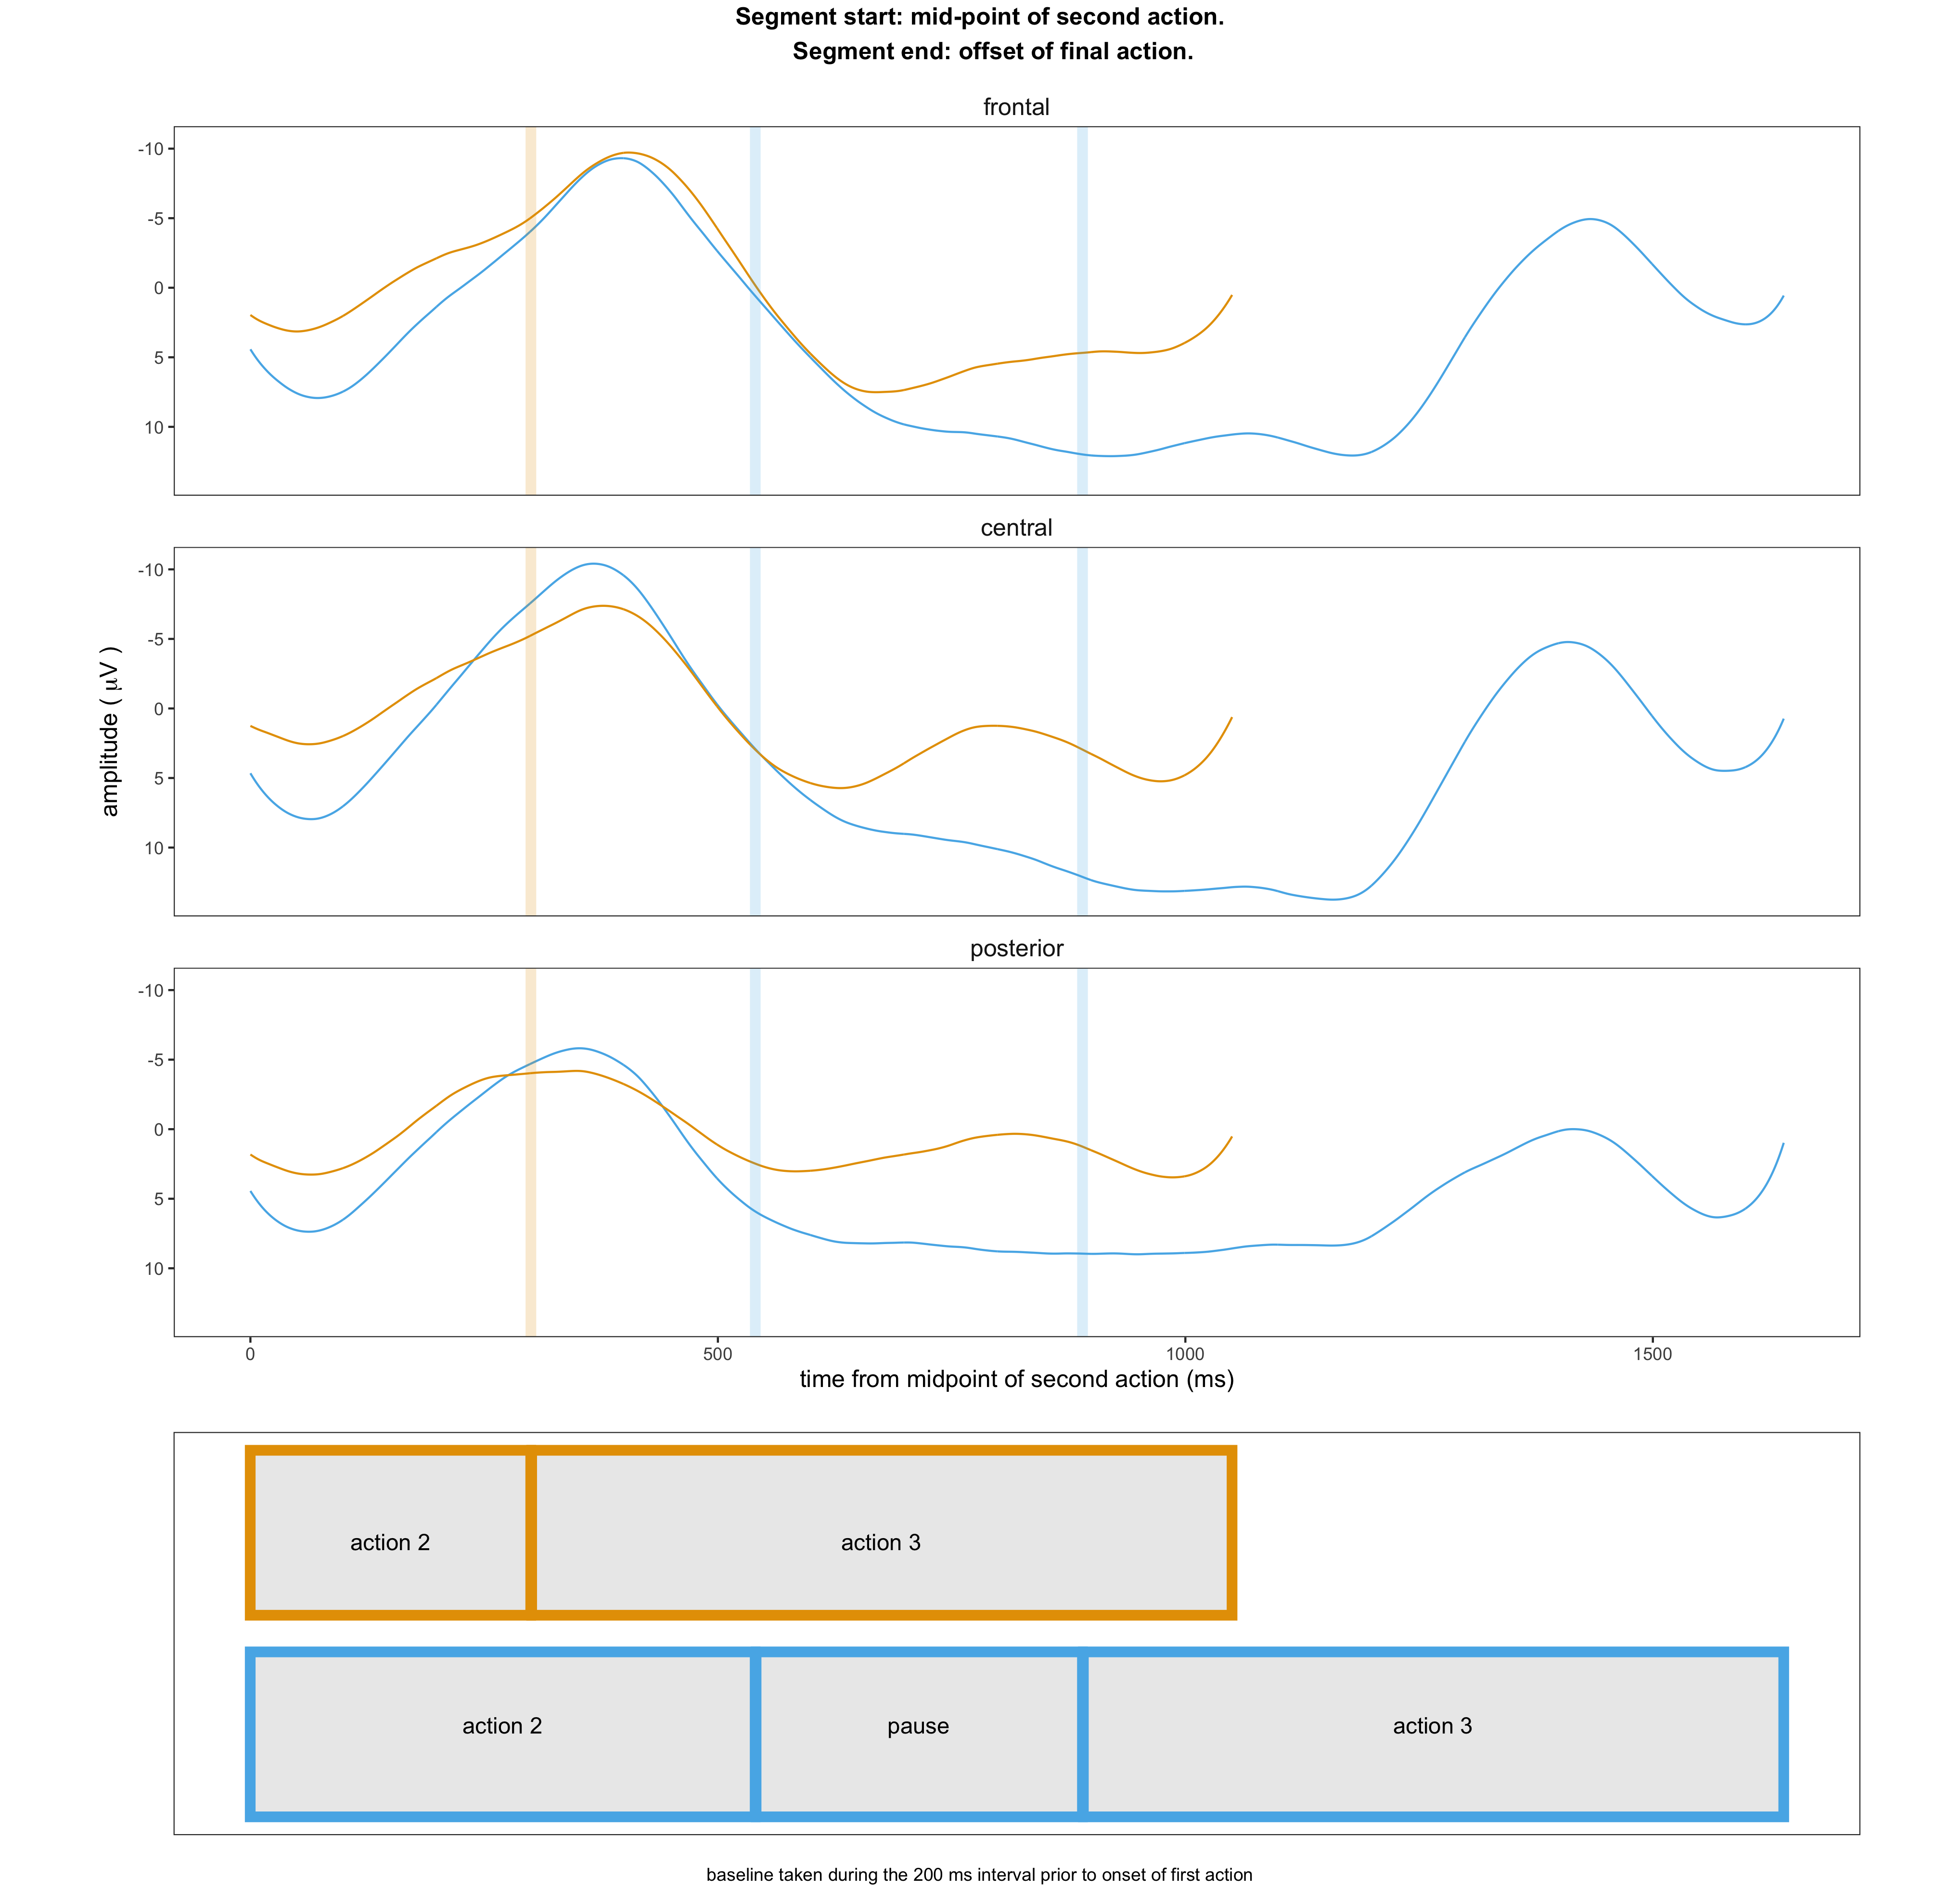 Segment start: mid-point of second action.
Segment end: offset of final action.
frontal
-10
-5
0
5
10
central
-10
-5
0
5
10
amplitude ( μV )
posterior
-10
-5
0
5
10
0 500 1000 1500
time from midpoint of second action (ms)
action 2 action 3
action 2 pause action 3
baseline taken during the 200 ms interval prior to onset of first action